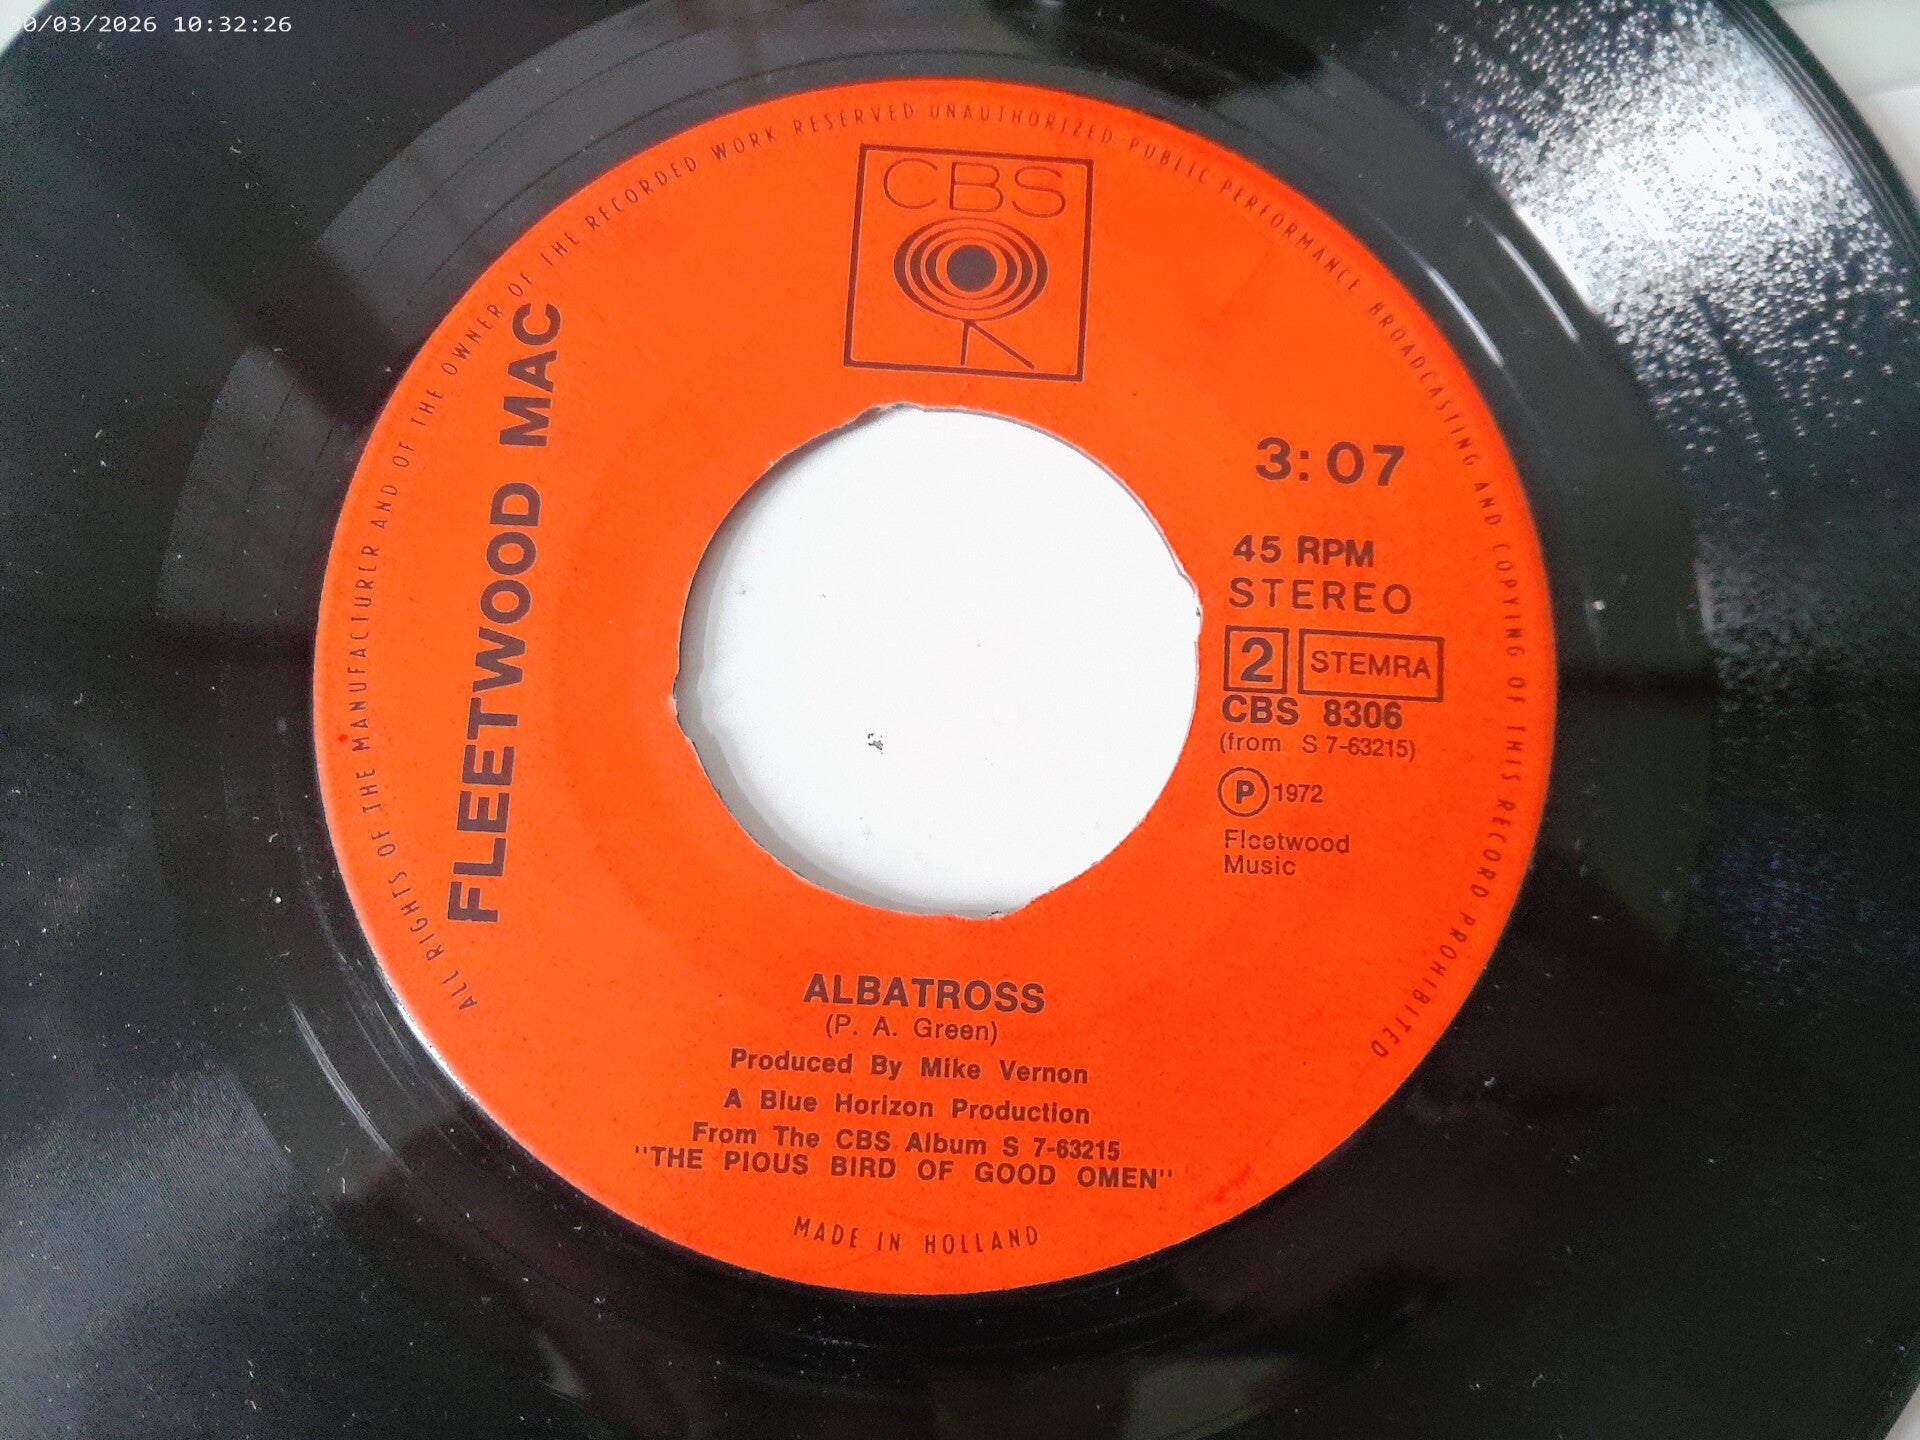 0/03/2026 10:32:26
ALL RIGHTS OF THE MANUFACTURER AND OF THE OWNER OF THE RECORDED WORK RESERVED UNAUTHORIZED PUBLIC PERFORMANCE BROADCASTING AND COPYING OF THIS RECORD PROHIBITED
CBS
FLEETWOOD MAC
3:07
45 RPM
STEREO
2 STEMRA
CBS 8306
(from S 7-63215)
Ⓟ 1972
Fleetwood
Music
ALBATROSS
(P. A. Green)
Produced By Mike Vernon
A Blue Horizon Production
From The CBS Album S 7-63215
"THE PIOUS BIRD OF GOOD OMEN"
MADE IN HOLLAND